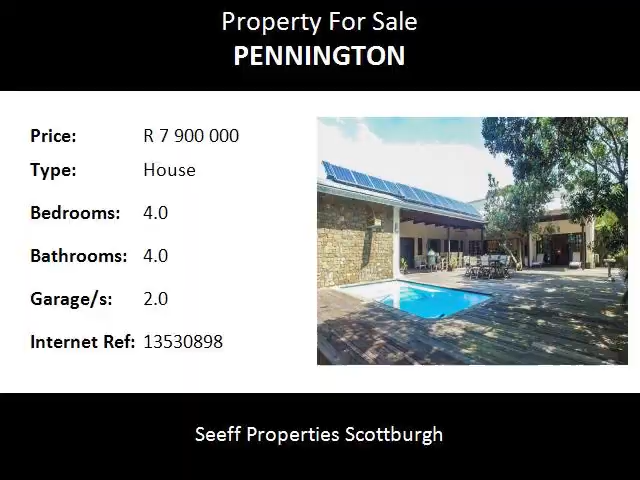 Property For Sale
PENNINGTON
Price: R 7 900 000
Type: House
Bedrooms: 4.0
Bathrooms: 4.0
Garage/s: 2.0
Internet Ref: 13530898
Seeff Properties Scottburgh